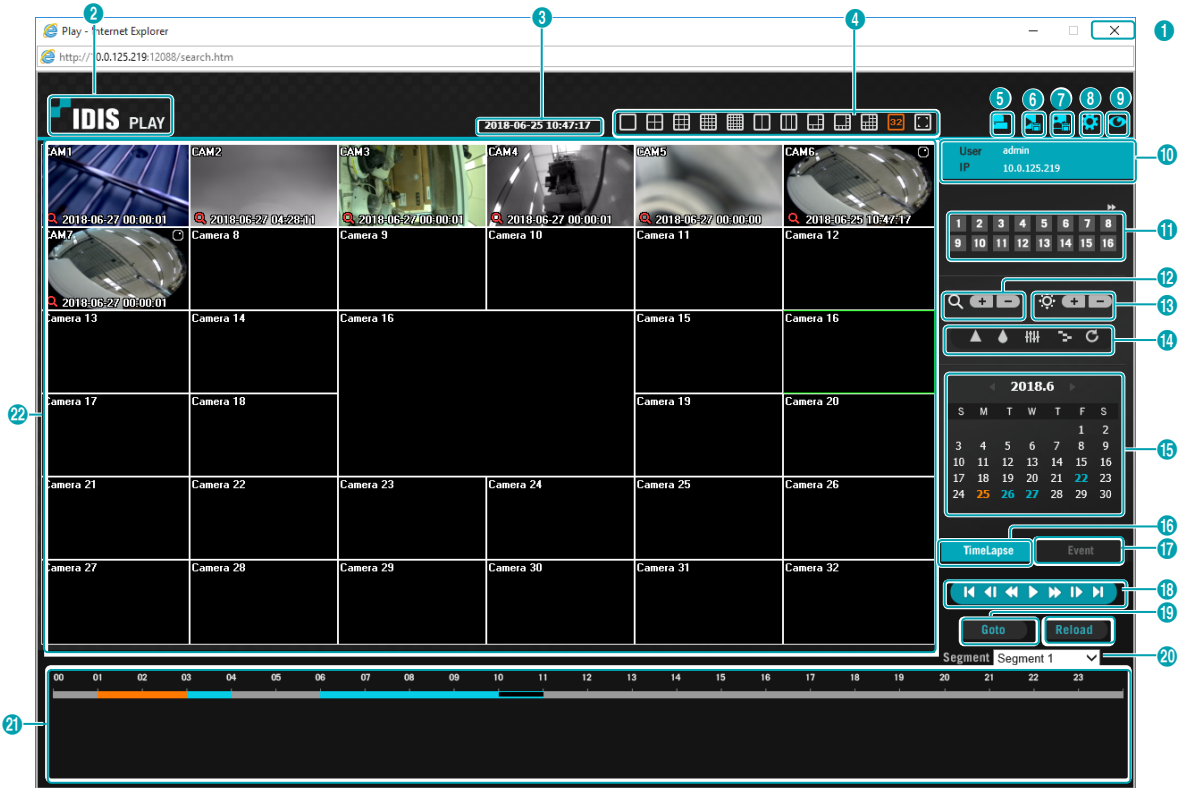 2
3
4
Play - Internet Explorer
1
http://10.0.125.219:12088/search.htm
5
6
7
8
9
IDIS PLAY
2018-06-25 10:47:17
32
CAM1
CAM2
CAM3
CAM4
CAM5
CAM6
User admin
IP 10.0.125.219
10
2018-06-27 00:00:01
2018-06-27 04:28:11
2018-06-27 00:00:01
2018-06-27 00:00:01
2018-06-27 00:00:00
2018-06-25 10:47:17
1 2 3 4 5 6 7 8
9 10 11 12 13 14 15 16
11
CAM7
Camera 8
Camera 9
Camera 10
Camera 11
Camera 12
2018-06-27 00:00:01
12
13
Camera 13
Camera 14
Camera 16
Camera 15
Camera 16
14
2018.6
S M T W T F S
1 2
3 4 5 6 7 8 9
10 11 12 13 14 15 16
17 18 19 20 21 22 23
24 25 26 27 28 29 30
15
22
Camera 17
Camera 18
Camera 19
Camera 20
Camera 21
Camera 22
Camera 23
Camera 24
Camera 25
Camera 26
16
TimeLapse
Event
17
Camera 27
Camera 28
Camera 29
Camera 30
Camera 31
Camera 32
18
19
Goto
Reload
Segment Segment 1
20
00 01 02 03 04 05 06 07 08 09 10 11 12 13 14 15 16 17 18 19 20 21 22 23
21